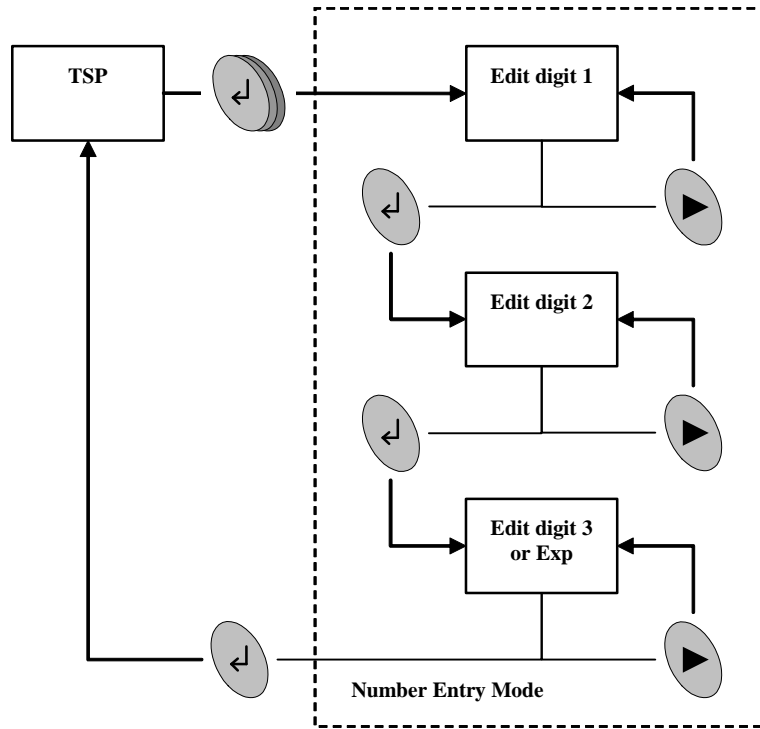 TSP
Edit digit 1
Edit digit 2
Edit digit 3
or Exp
Number Entry Mode